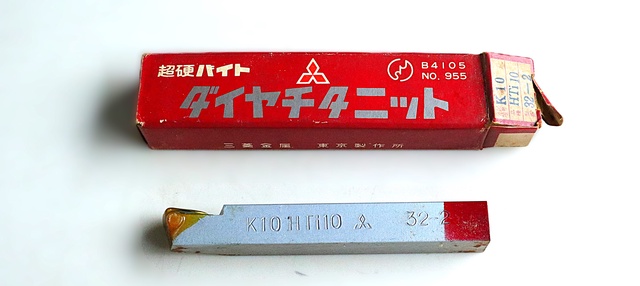 超硬バイト
B4105
NO. 955
ダイヤチタニット
三菱金属 東京製作所
K10
HTi10
32-2
K10 HTi10 32-2